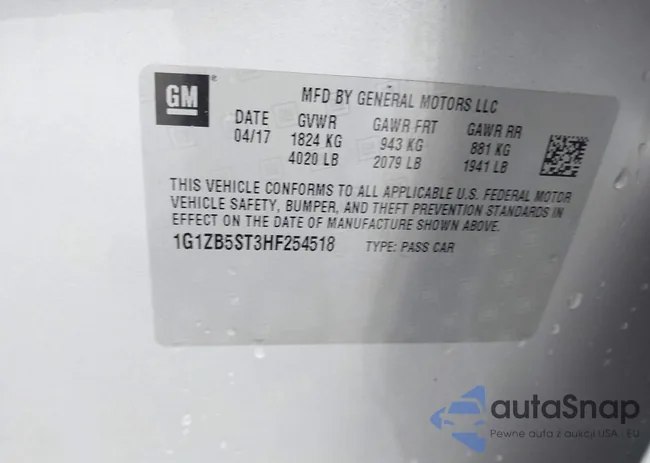 GM
MFD BY GENERAL MOTORS LLC
DATE GVWR GAWR FRT GAWR RR
04/17 1824 KG 943 KG 881 KG
4020 LB 2079 LB 1941 LB
THIS VEHICLE CONFORMS TO ALL APPLICABLE U.S. FEDERAL MOTOR
VEHICLE SAFETY, BUMPER, AND THEFT PREVENTION STANDARDS IN
EFFECT ON THE DATE OF MANUFACTURE SHOWN ABOVE.
1G1ZB5ST3HF254518 TYPE: PASS CAR
autaSnap
Pewne auta z aukcji USA i EU